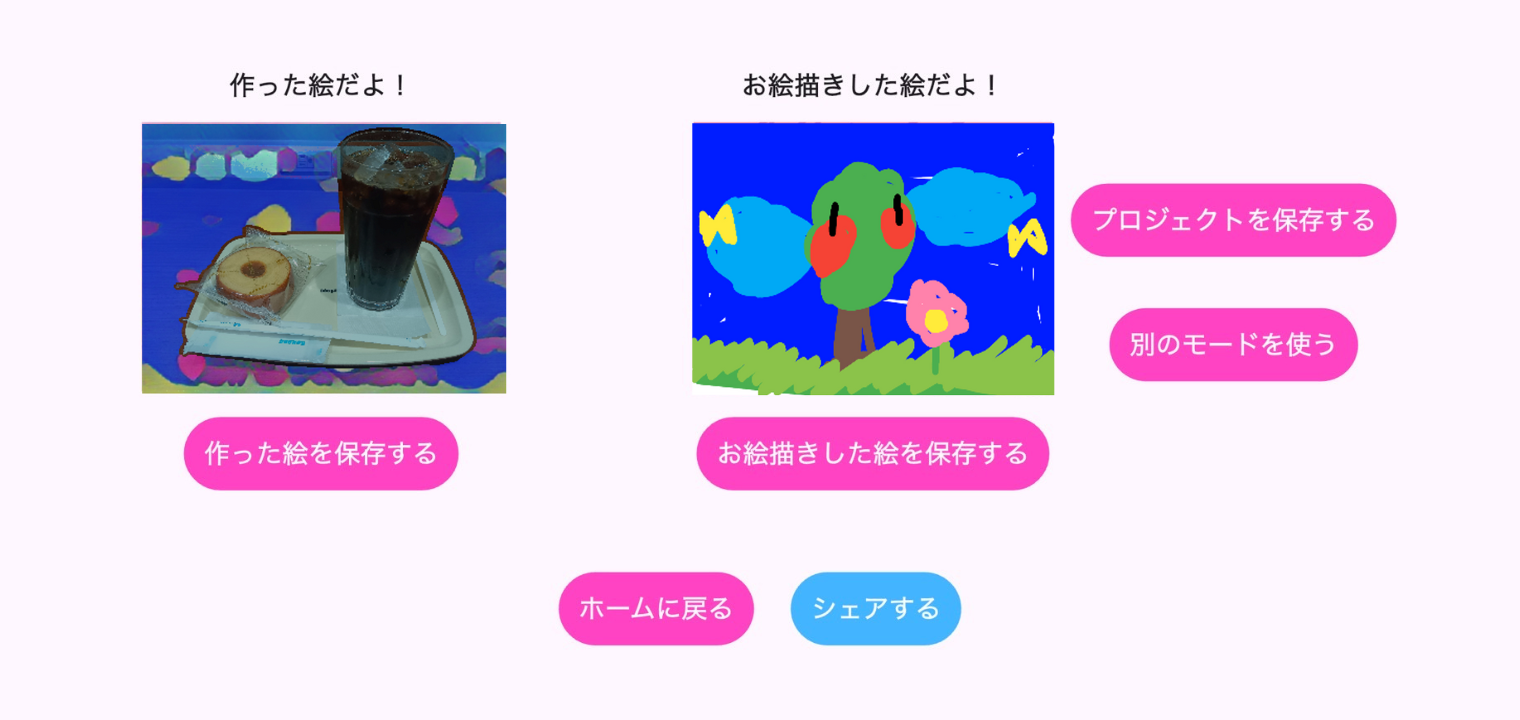 作った絵だよ！
お絵描きした絵だよ！
プロジェクトを保存する
別のモードを使う
作った絵を保存する
お絵描きした絵を保存する
ホームに戻る
シェアする